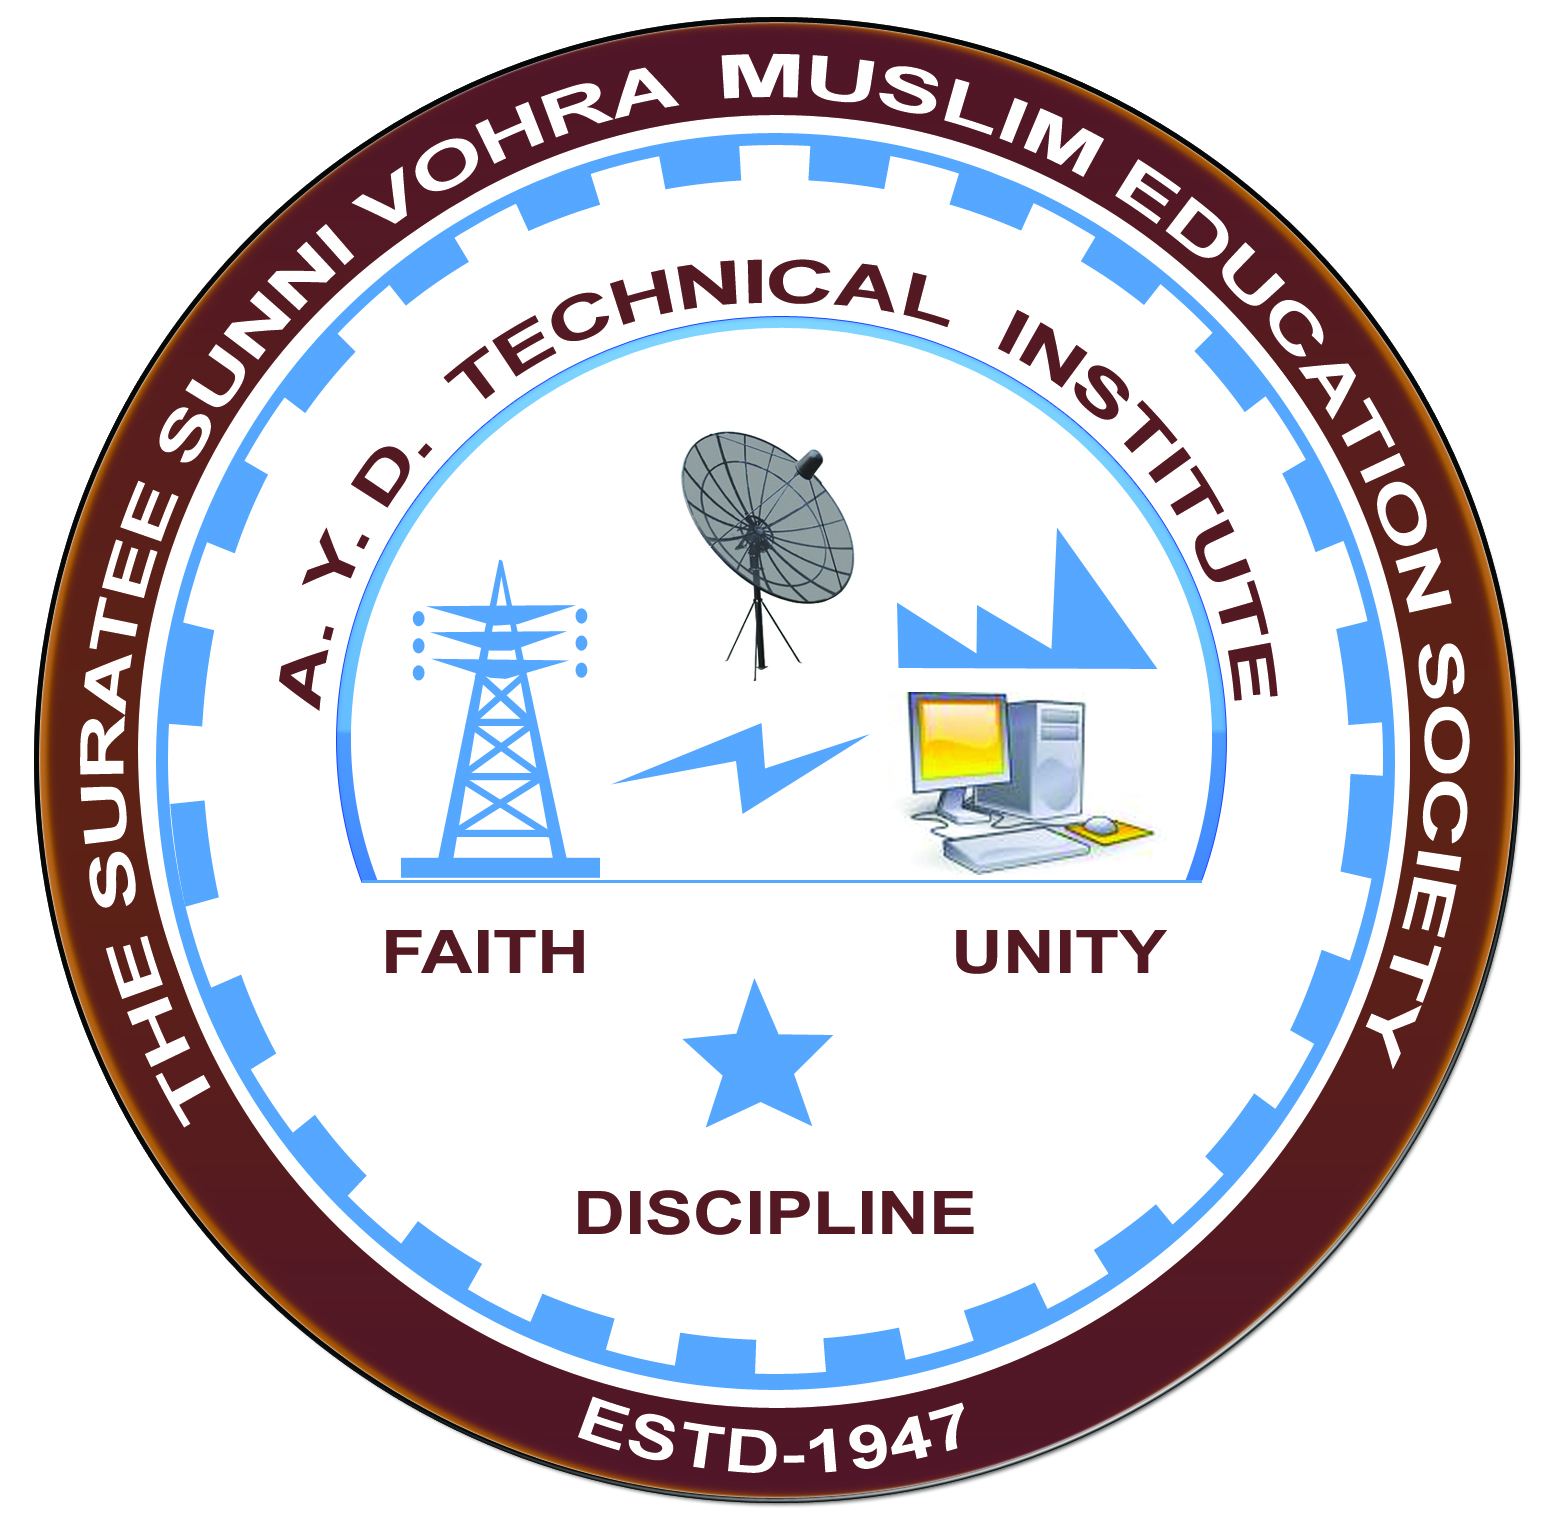 THE SURATEE SUNNI VOHRA MUSLIM EDUCATION SOCIETY
A. Y. D. TECHNICAL INSTITUTE
FAITH
UNITY
DISCIPLINE
ESTD-1947